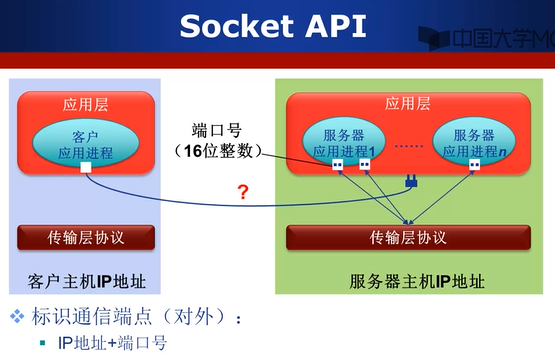 Socket API
中国大学MO
应用层
客户
应用进程
端口号
（16位整数）
?
传输层协议
客户主机IP地址
应用层
服务器
应用进程1
……
服务器
应用进程n
传输层协议
服务器主机IP地址
标识通信端点（对外）：
IP地址+端口号